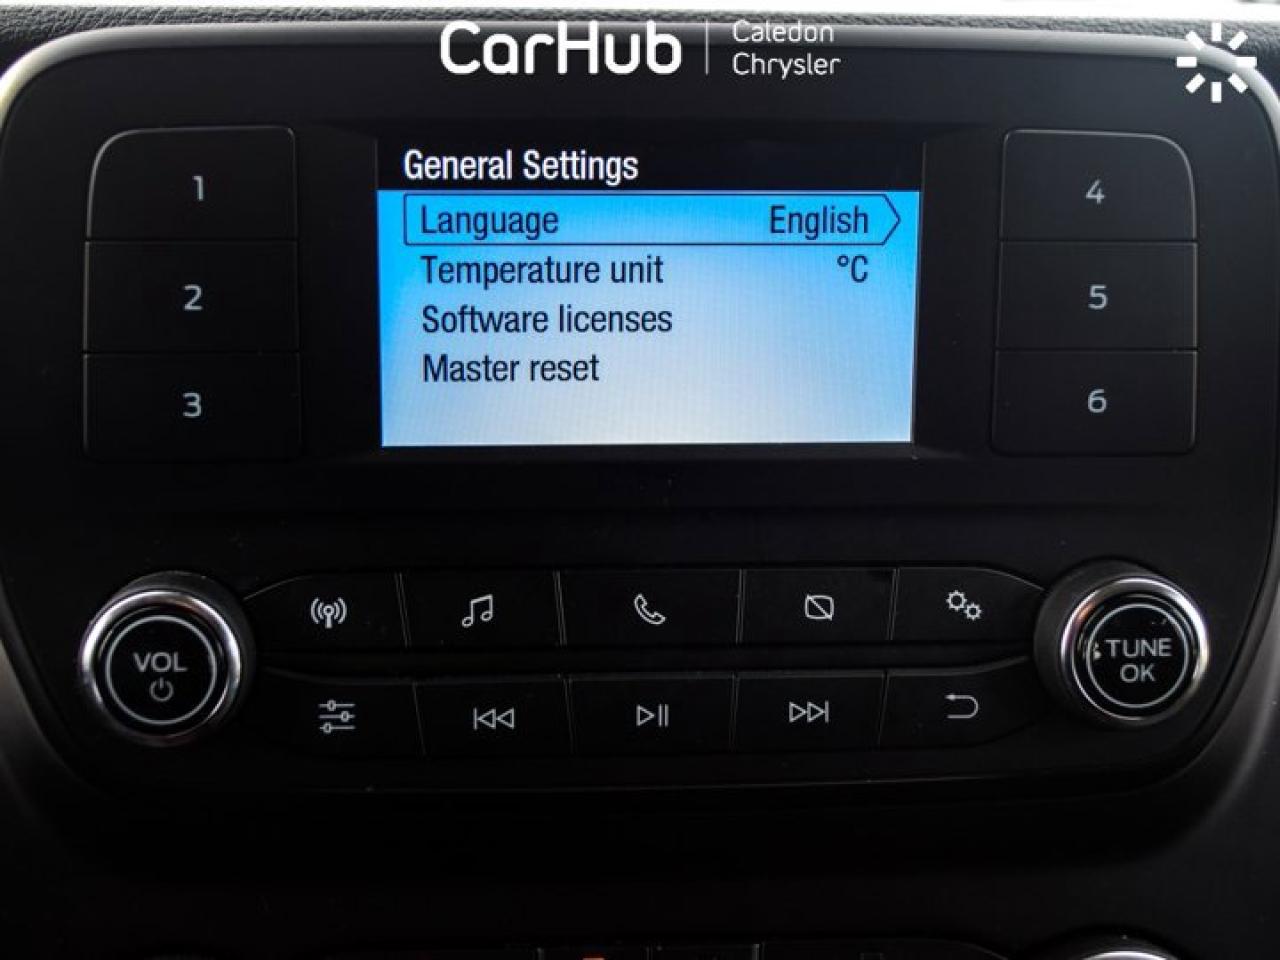 CarHub
Caledon
Chrysler
General Settings
Language English
Temperature unit °C
Software licenses
Master reset
1
2
3
4
5
6
VOL
TUNE
OK